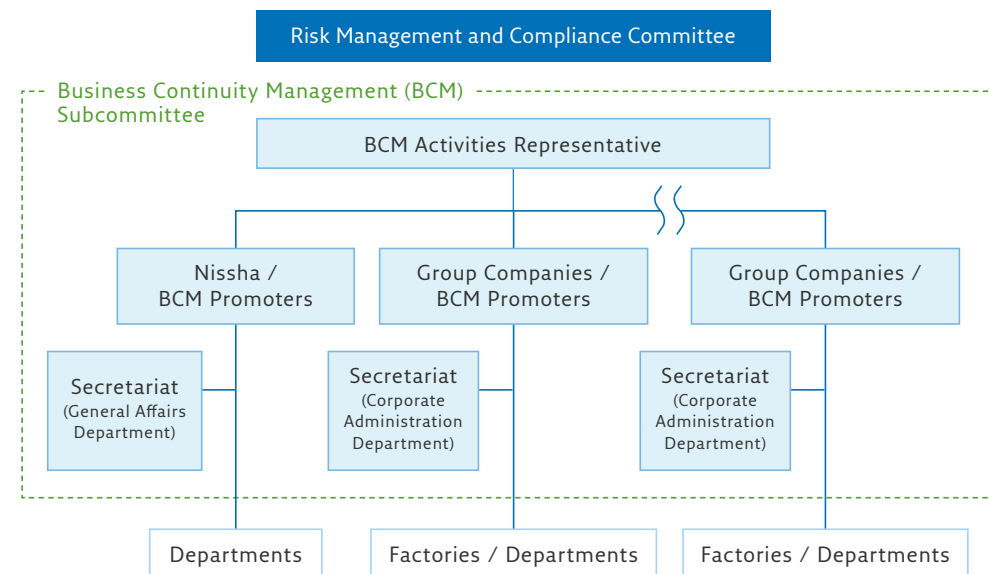 Risk Management and Compliance Committee
Business Continuity Management (BCM)
Subcommittee
BCM Activities Representative
Nissha /
BCM Promoters
Group Companies /
BCM Promoters
Group Companies /
BCM Promoters
Secretariat
(General Affairs
Department)
Secretariat
(Corporate
Administration
Department)
Secretariat
(Corporate
Administration
Department)
Departments
Factories / Departments
Factories / Departments